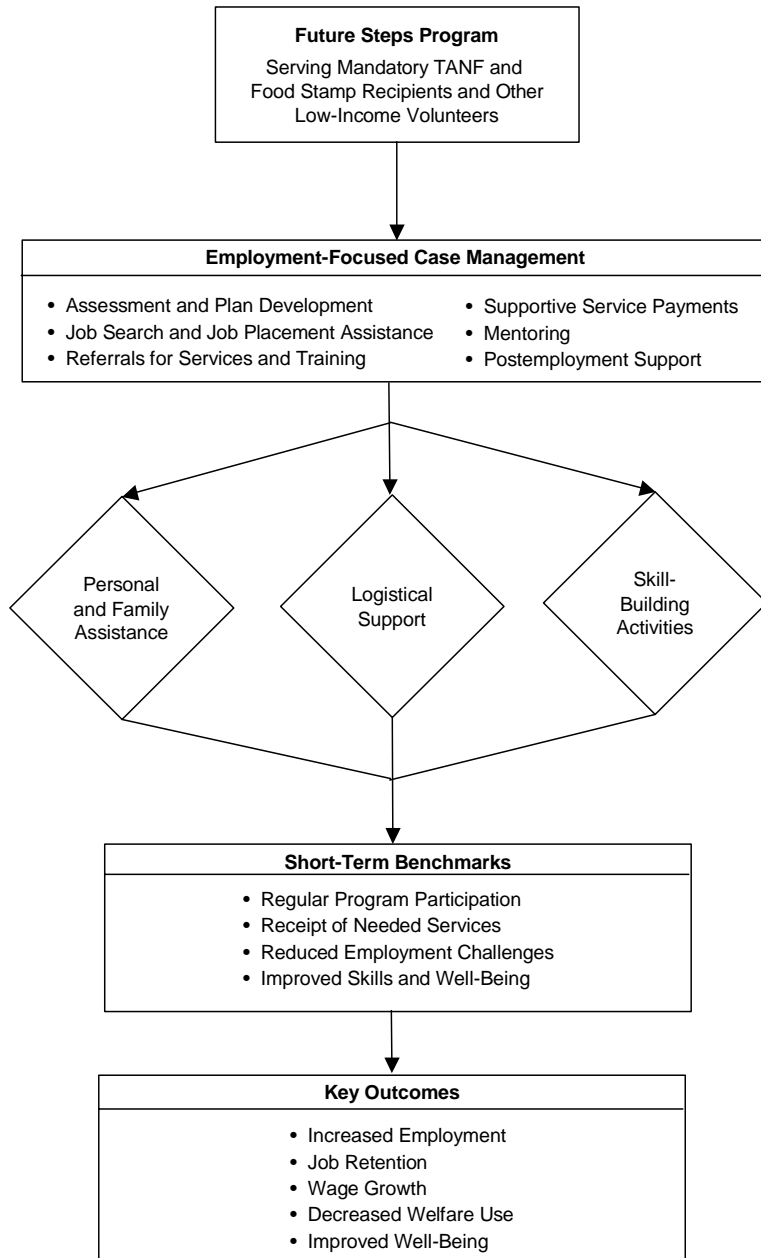 Future Steps Program
Serving Mandatory TANF and
Food Stamp Recipients and Other
Low-Income Volunteers
Employment-Focused Case Management
• Assessment and Plan Development
• Job Search and Job Placement Assistance
• Referrals for Services and Training
• Supportive Service Payments
• Mentoring
• Postemployment Support
Personal
and Family
Assistance
Logistical
Support
Skill-
Building
Activities
Short-Term Benchmarks
• Regular Program Participation
• Receipt of Needed Services
• Reduced Employment Challenges
• Improved Skills and Well-Being
Key Outcomes
• Increased Employment
• Job Retention
• Wage Growth
• Decreased Welfare Use
• Improved Well-Being